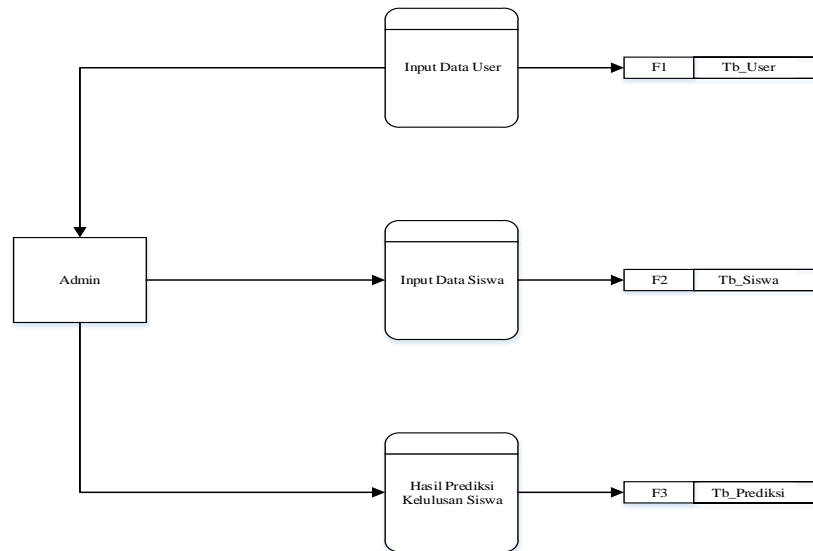 Input Data User
F1 Tb_User
Admin
Input Data Siswa
F2 Tb_Siswa
Hasil Prediksi
Kelulusan Siswa
F3 Tb_Prediksi